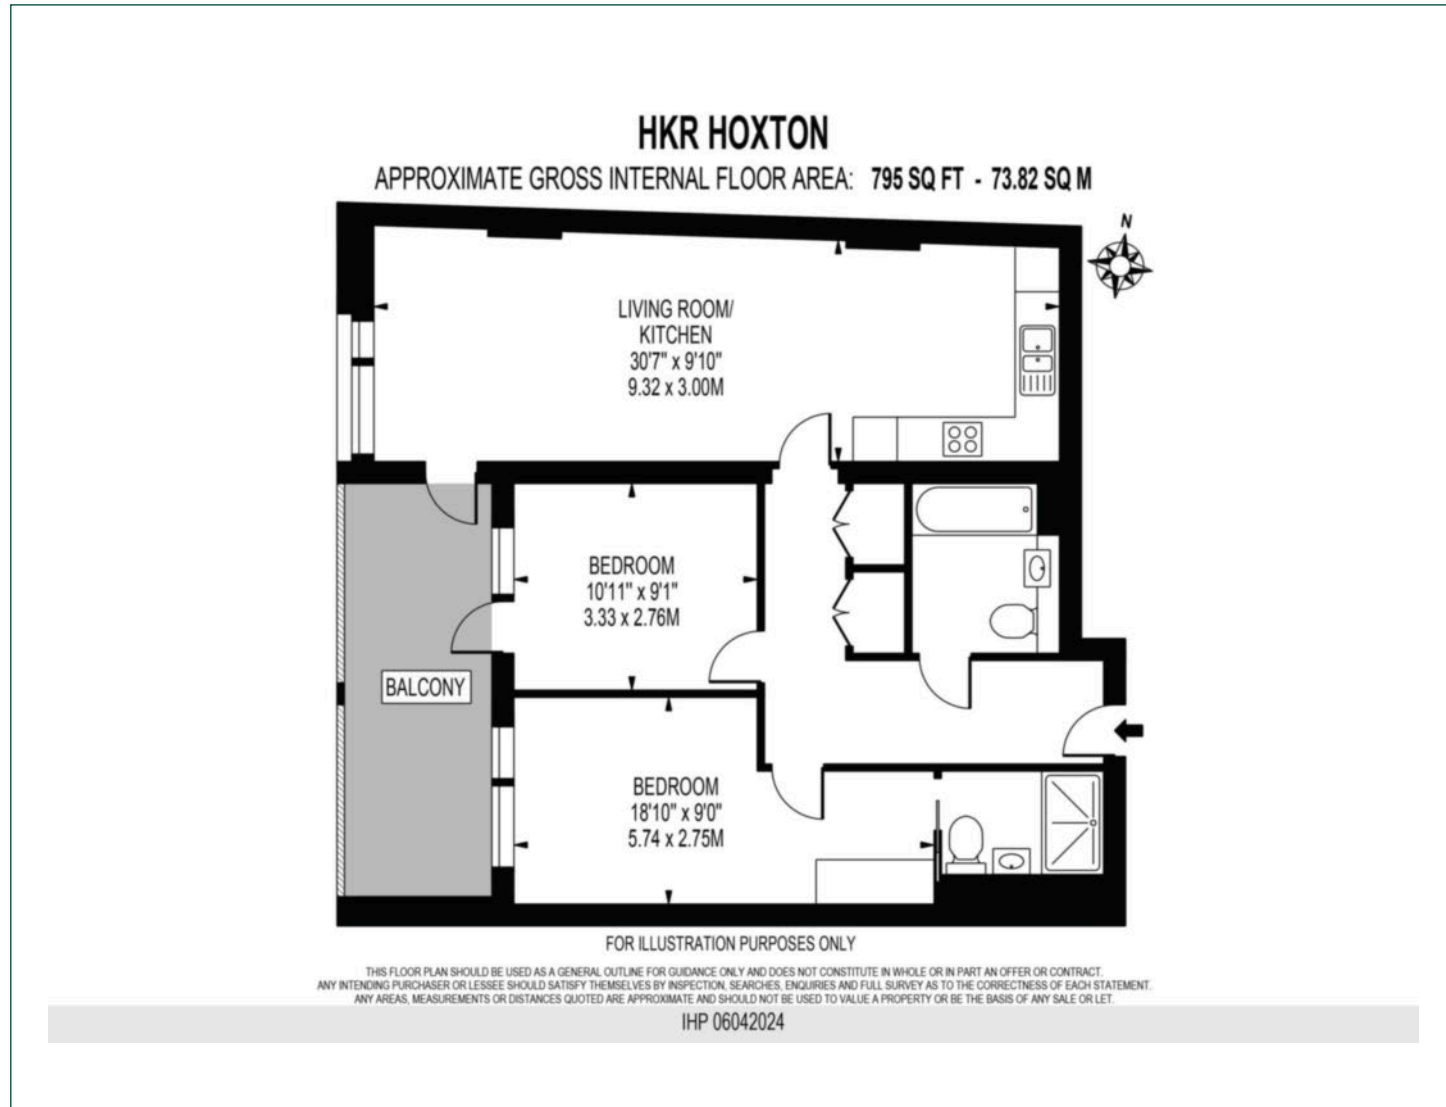 HKR HOXTON
APPROXIMATE GROSS INTERNAL FLOOR AREA: 795 SQ FT - 73.82 SQ M
N
LIVING ROOM/
KITCHEN
30'7" x 9'10"
9.32 x 3.00M
BEDROOM
10'11" x 9'1"
3.33 x 2.76M
BALCONY
BEDROOM
18'10" x 9'0"
5.74 x 2.75M
FOR ILLUSTRATION PURPOSES ONLY
THIS FLOOR PLAN SHOULD BE USED AS A GENERAL OUTLINE FOR GUIDANCE ONLY AND DOES NOT CONSTITUTE IN WHOLE OR IN PART AN OFFER OR CONTRACT.
ANY INTENDING PURCHASER OR LESSEE SHOULD SATISFY THEMSELVES BY INSPECTION, SEARCHES, ENQUIRIES AND FULL SURVEY AS TO THE CORRECTNESS OF EACH STATEMENT.
ANY AREAS, MEASUREMENTS OR DISTANCES QUOTED ARE APPROXIMATE AND SHOULD NOT BE USED TO VALUE A PROPERTY OR BE THE BASIS OF ANY SALE OR LET.
IHP 06042024